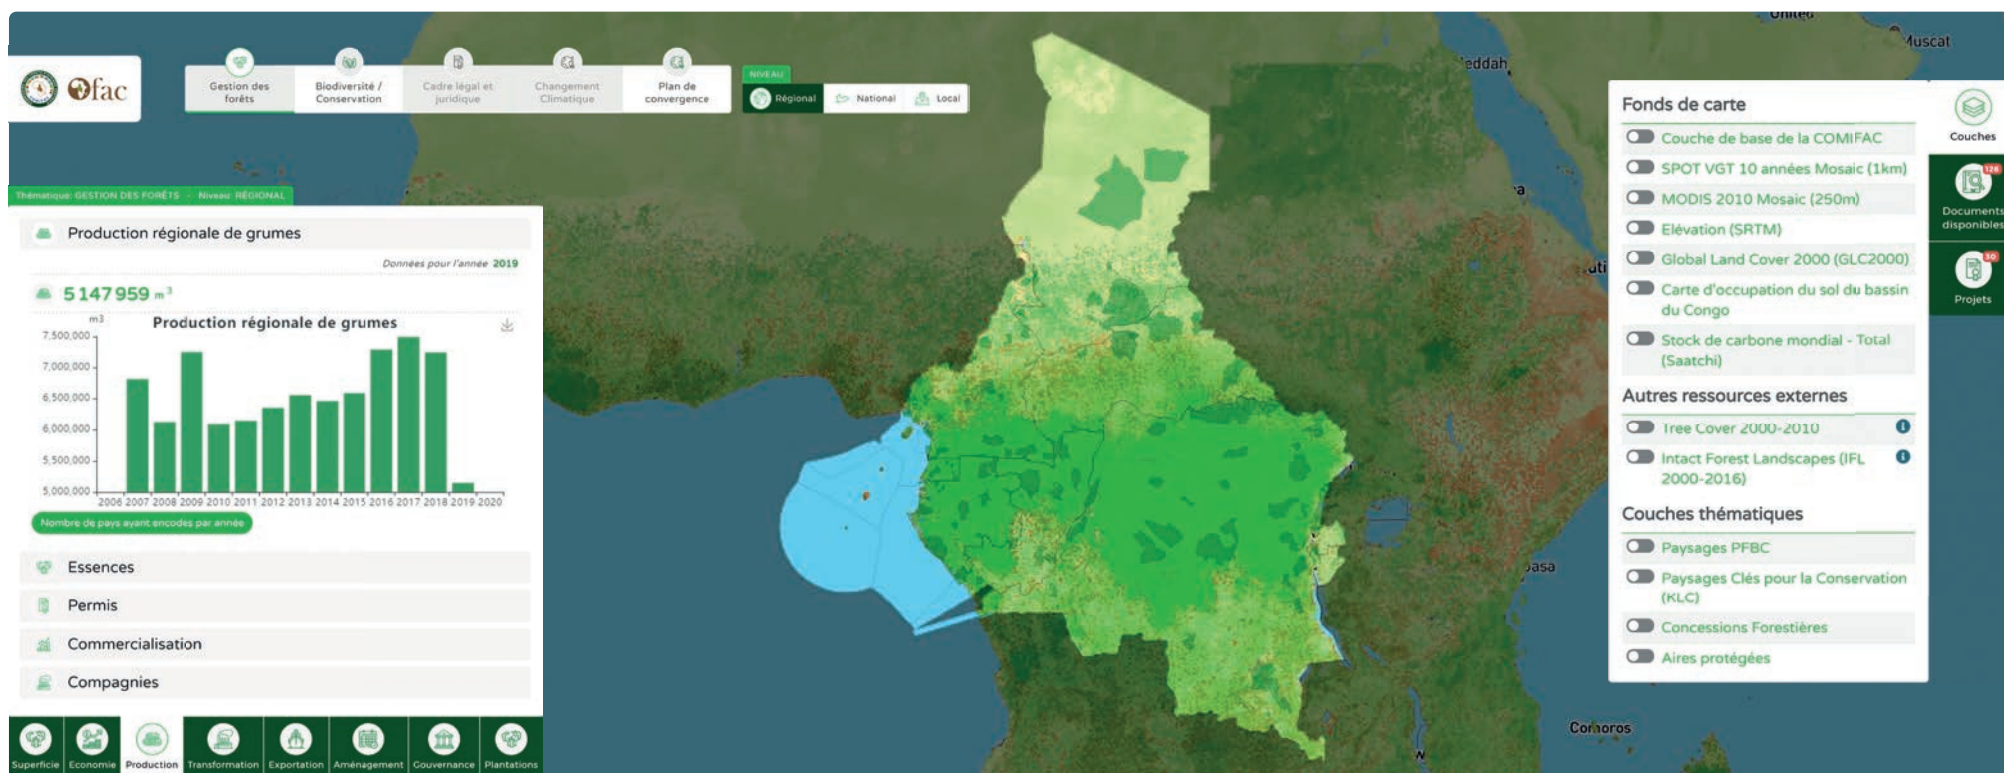 Ofac
Gestion des
forêts
Biodiversité /
Conservation
Cadre légal et
juridique
Changement
Climatique
Plan de
convergence
NIVEAU
Régional
National
Local
Thématique: GESTION DES FORÊTS - Niveau: RÉGIONAL
Production régionale de grumes
Données pour l'année 2019
5 147 959 m³
m3
Production régionale de grumes
7,500,000
7,000,000
6,500,000
6,000,000
5,500,000
5,000,000
2006 2007 2008 2009 2010 2011 2012 2013 2014 2015 2016 2017 2018 2019 2020
Nombre de pays ayant encodes par année
Essences
Permis
Commercialisation
Compagnies
Superficie
Economie
Production
Transformation
Exportation
Aménagement
Gouvernance
Plantations
United
Muscat
Jeddah
Comoros
Fonds de carte
Couche de base de la COMIFAC
SPOT VGT 10 années Mosaic (1km)
MODIS 2010 Mosaic (250m)
Elévation (SRTM)
Global Land Cover 2000 (GLC2000)
Carte d'occupation du sol du bassin
du Congo
Stock de carbone mondial - Total
(Saatchi)
Autres ressources externes
Tree Cover 2000-2010
Intact Forest Landscapes (IFL
2000-2016)
Couches thématiques
Paysages PFBC
Paysages Clés pour la Conservation
(KLC)
Concessions Forestières
Aires protégées
Couches
126
Documents
disponibles
30
Projets